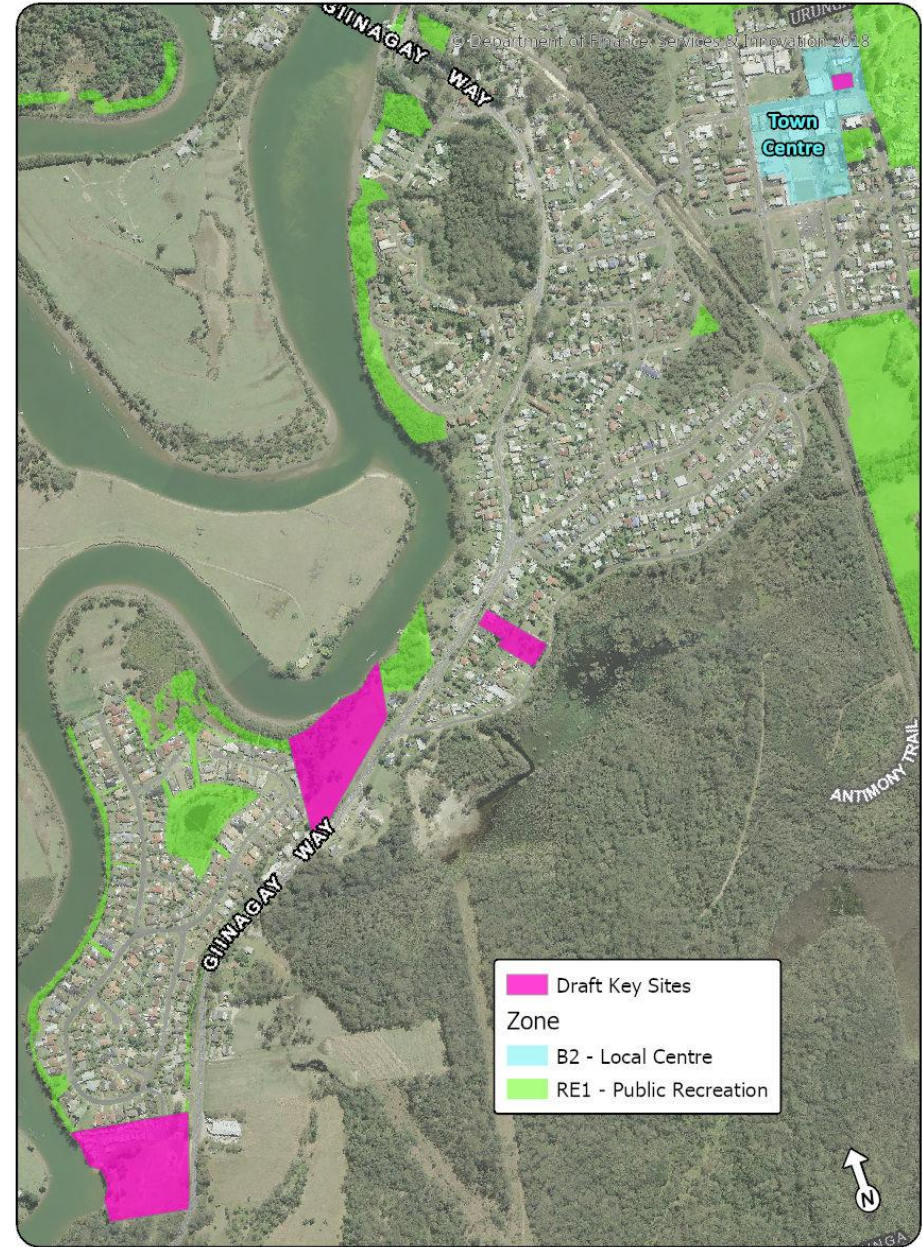 GIINAGAY WAY
© Department of Finance, Services & Innovation 2018
URUNGA
Town
Centre
ANTIMONY TRAIL
GIINAGAY WAY
Draft Key Sites
Zone
B2 - Local Centre
RE1 - Public Recreation
N